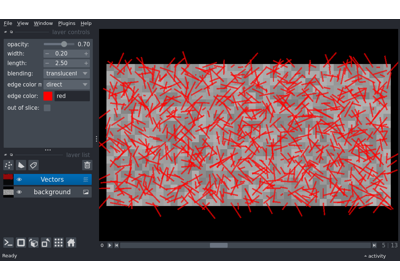 File View Window Plugins Help
layer controls
opacity: 0.70
width: 0.20
length: 2.50
blending: translucent
edge color m direct
edge color: red
out of slice:
layer list
Vectors
background
0 5 13
Ready activity